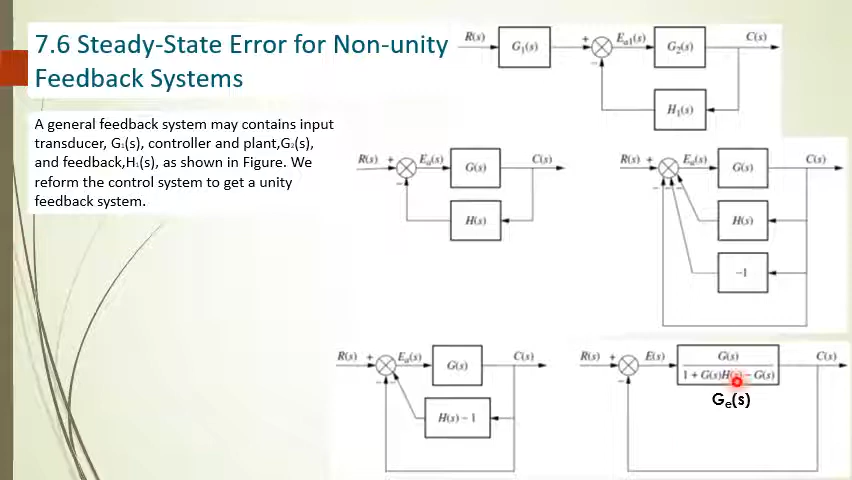 7.6 Steady-State Error for Non-unity
Feedback Systems
A general feedback system may contains input
transducer, G₁(s), controller and plant,G₂(s),
and feedback,H₁(s), as shown in Figure. We
reform the control system to get a unity
feedback system.
R(s) G₁(s) + − Eₐ₁(s) G₂(s) C(s)
H₁(s)
R(s) + − Eₐ(s) G(s) C(s)
H(s)
R(s) + − − − Eₐ(s) G(s) C(s)
H(s)
−1
R(s) + − − Eₐ(s) G(s) C(s)
H(s) − 1
R(s) + − E(s) G(s) C(s)
1 + G(s)H(s) − G(s)
Gₑ(s)